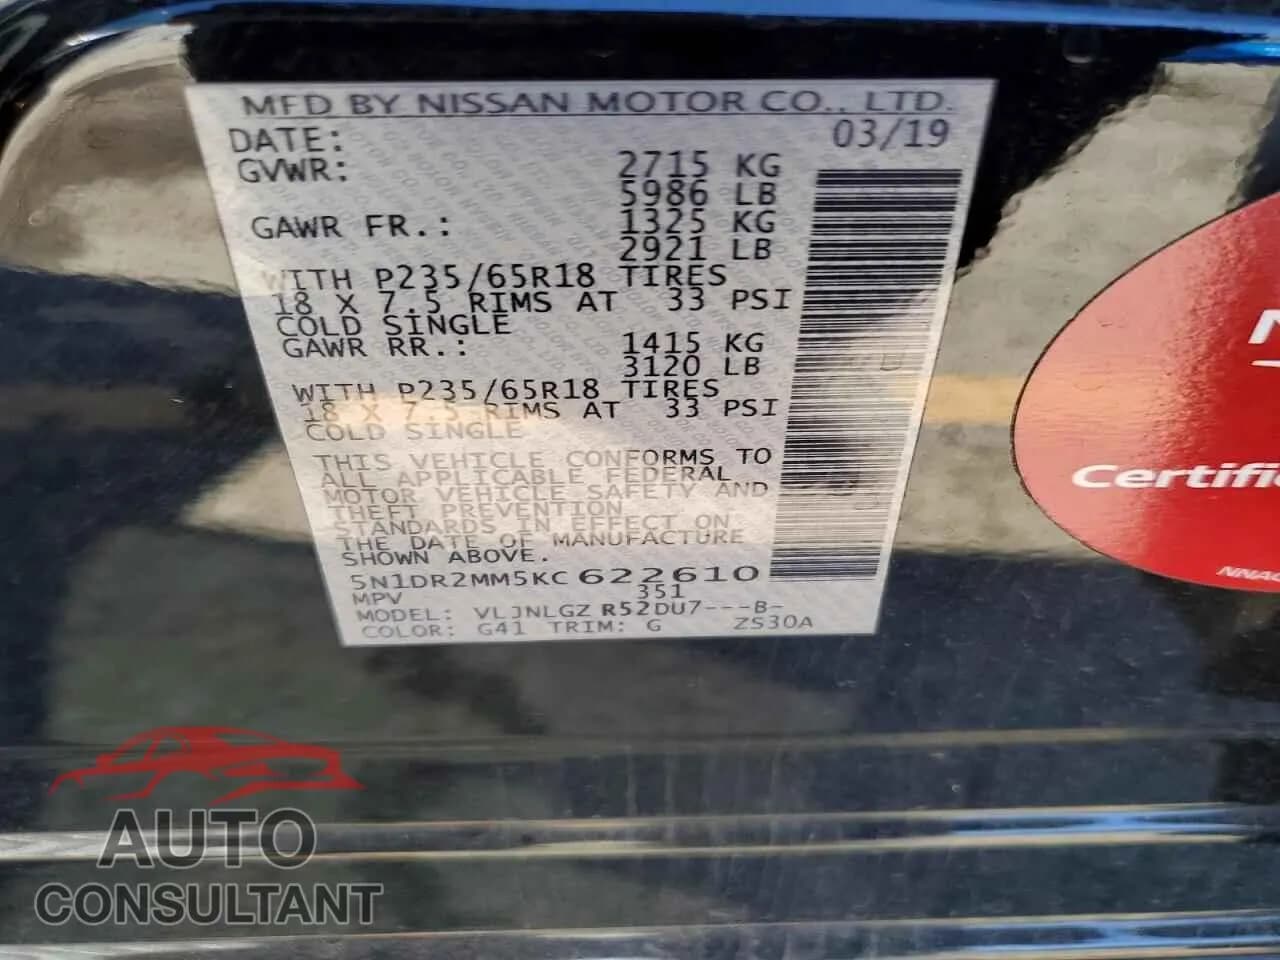 MFD BY NISSAN MOTOR CO., LTD.
DATE: 03/19
GVWR: 2715 KG
5986 LB
GAWR FR.: 1325 KG
2921 LB
WITH P235/65R18 TIRES
18 X 7.5 RIMS AT 33 PSI
COLD SINGLE
GAWR RR.: 1415 KG
3120 LB
WITH P235/65R18 TIRES
18 X 7.5 RIMS AT 33 PSI
COLD SINGLE
THIS VEHICLE CONFORMS TO
ALL APPLICABLE FEDERAL
MOTOR VEHICLE SAFETY AND
THEFT PREVENTION
STANDARDS IN EFFECT ON
THE DATE OF MANUFACTURE
SHOWN ABOVE.
5N1DR2MM5KC622610
MPV 351
MODEL: VLJNLGZ R52DU7---B-
COLOR: G41 TRIM: G ZS30A
AUTO
CONSULTANT